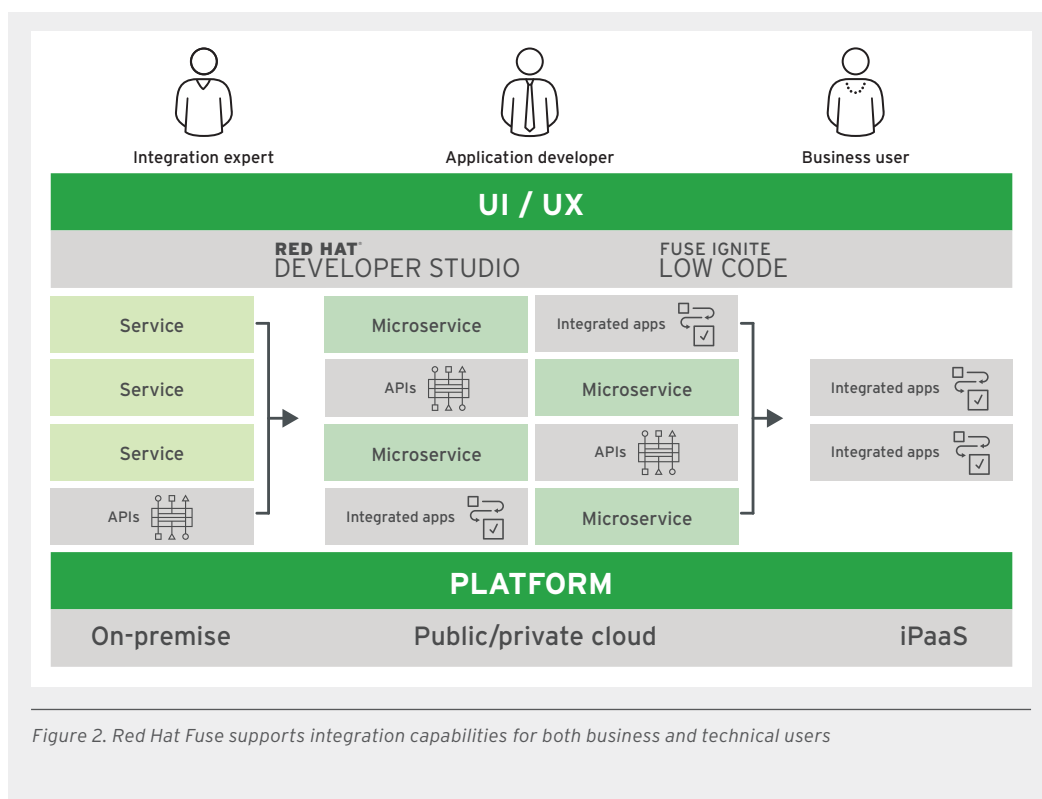 Integration expert
Application developer
Business user
UI / UX
RED HAT®
DEVELOPER STUDIO
FUSE IGNITE
LOW CODE
Service
Service
Service
APIs
Microservice
APIs
Microservice
Integrated apps
Integrated apps
Microservice
APIs
Microservice
Integrated apps
Integrated apps
PLATFORM
On-premise
Public/private cloud
iPaaS
Figure 2. Red Hat Fuse supports integration capabilities for both business and technical users